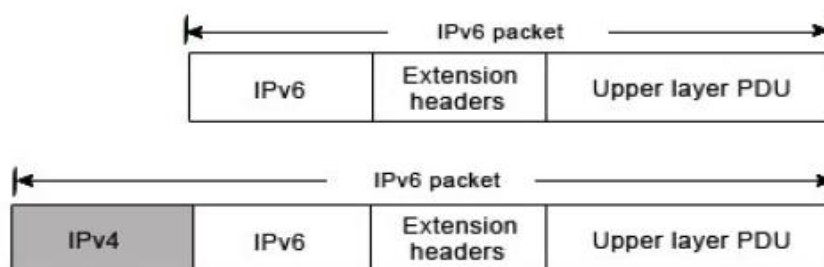 IPv6 packet
IPv6
Extension
headers
Upper layer PDU
IPv6 packet
IPv4
IPv6
Extension
headers
Upper layer PDU